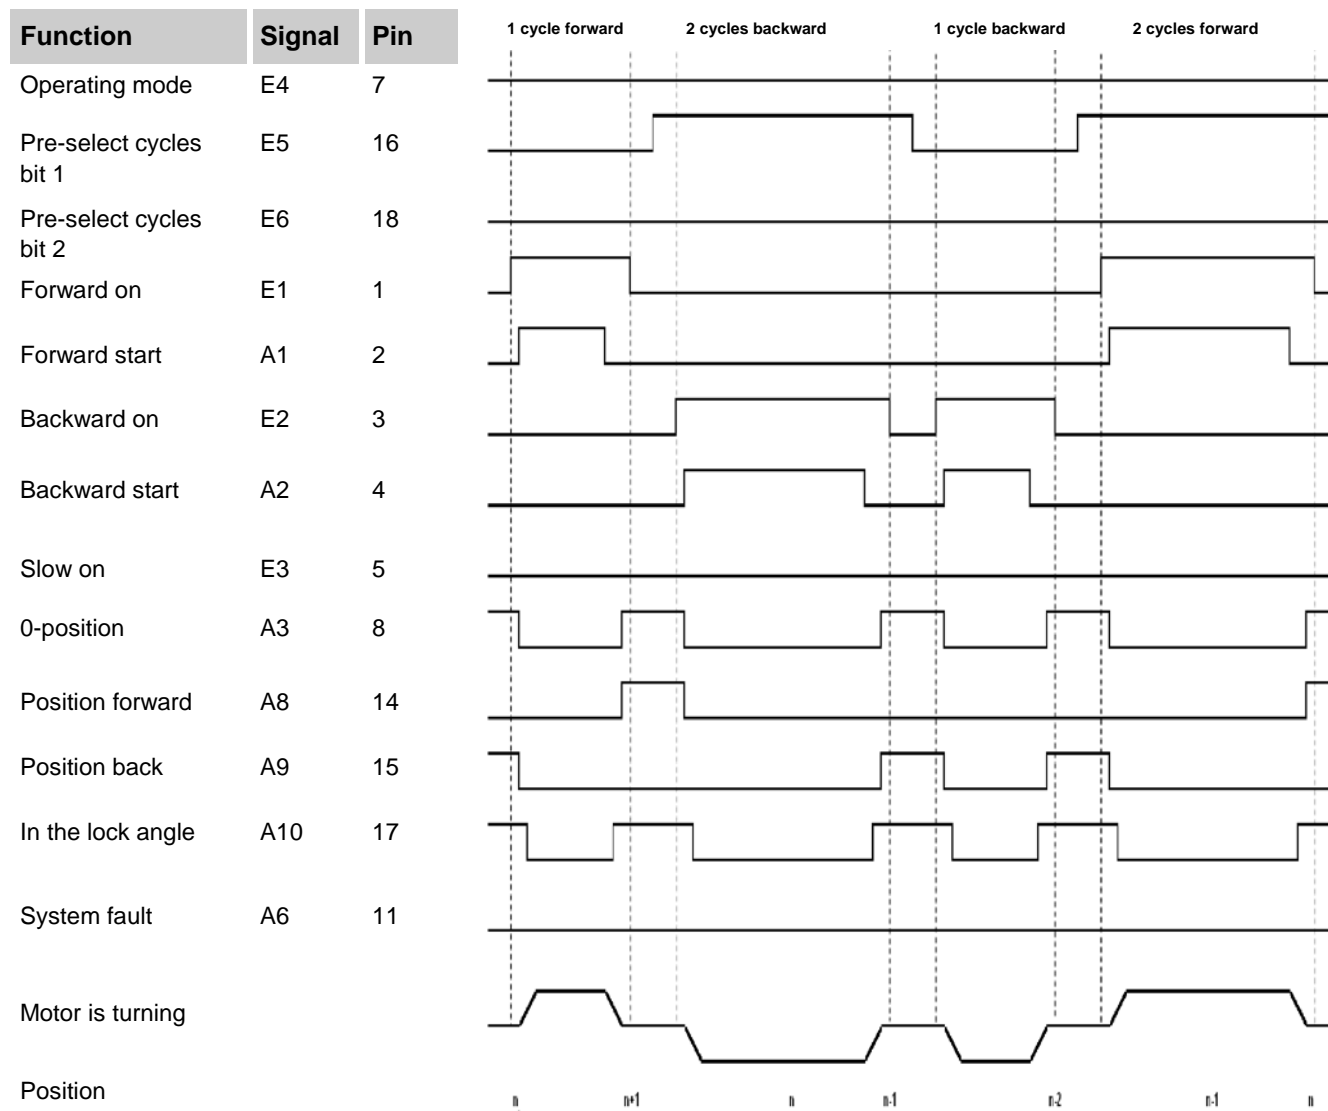 Function Signal Pin
1 cycle forward 2 cycles backward 1 cycle backward 2 cycles forward
Operating mode E4 7
Pre-select cycles E5 16
bit 1
Pre-select cycles E6 18
bit 2
Forward on E1 1
Forward start A1 2
Backward on E2 3
Backward start A2 4
Slow on E3 5
0-position A3 8
Position forward A8 14
Position back A9 15
In the lock angle A10 17
System fault A6 11
Motor is turning
Position n n+1 n n-1 n-2 n-1 n